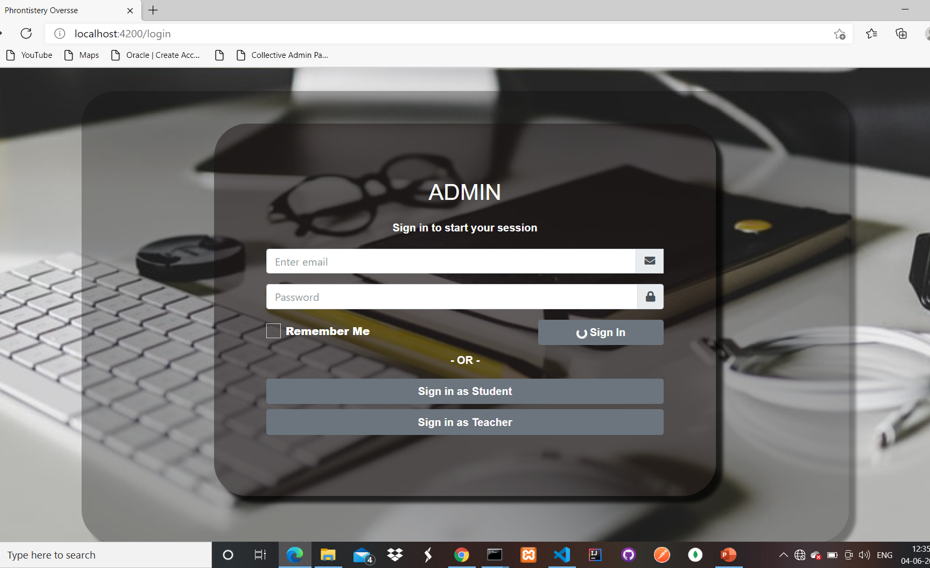 Phrontistery Oversse
localhost:4200/login
YouTube
Maps
Oracle | Create Acc...
Collective Admin Pa...
ADMIN
Sign in to start your session
Enter email
Password
Remember Me
Sign In
- OR -
Sign in as Student
Sign in as Teacher
Type here to search
4
ENG
12:35
04-06-2